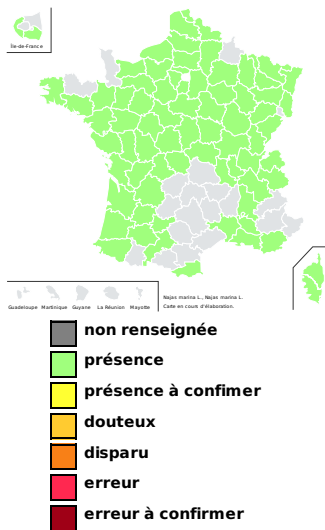 Île-de-France
Guadeloupe Martinique Guyane La Réunion Mayotte
Najas marina L., Najas marina L.
Carte en cours d'élaboration.
non renseignée
présence
présence à confimer
douteux
disparu
erreur
erreur à confirmer